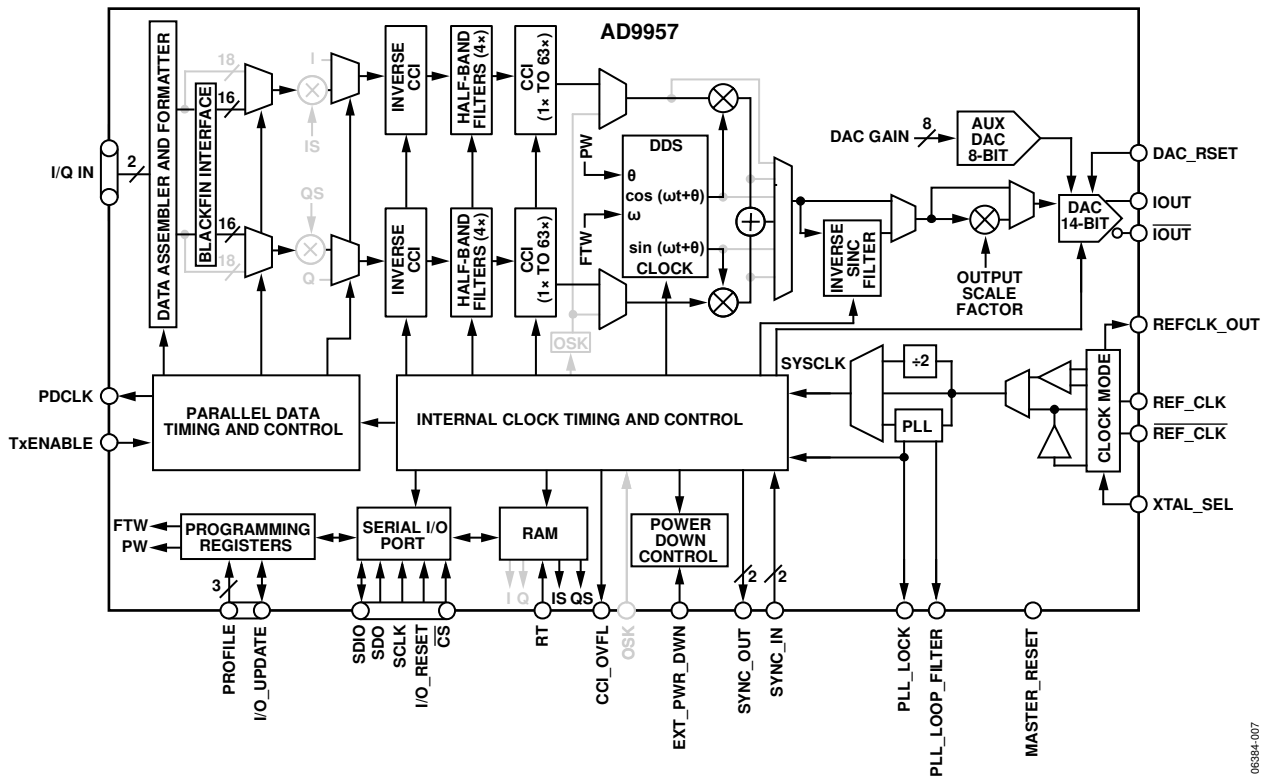 AD9957
I/Q IN
2
DATA ASSEMBLER AND FORMATTER
BLACKFIN INTERFACE
18
16
16
18
IS
QS
I
Q
INVERSE
CCI
HALF-BAND
FILTERS (4×)
CCI
(1× TO 63×)
INVERSE
CCI
HALF-BAND
FILTERS (4×)
CCI
(1× TO 63×)
OSK
PW
FTW
DDS
θ
cos (ωt+θ)
ω
sin (ωt+θ)
CLOCK
INVERSE
SINC
FILTER
OUTPUT
SCALE
FACTOR
DAC GAIN
8
AUX
DAC
8-BIT
DAC
14-BIT
DAC_RSET
IOUT
IOUT
REFCLK_OUT
REF_CLK
REF_CLK
XTAL_SEL
CLOCK MODE
SYSCLK
÷2
PLL
PDCLK
TxENABLE
PARALLEL DATA
TIMING AND CONTROL
INTERNAL CLOCK TIMING AND CONTROL
FTW
PW
PROGRAMMING
REGISTERS
SERIAL I/O
PORT
RAM
POWER
DOWN
CONTROL
3
I
Q
IS
QS
2
2
PROFILE
I/O_UPDATE
SDIO
SDO
SCLK
I/O_RESET
CS
RT
CCI_OVFL
OSK
EXT_PWR_DWN
SYNC_OUT
SYNC_IN
PLL_LOCK
PLL_LOOP_FILTER
MASTER_RESET
06384-007